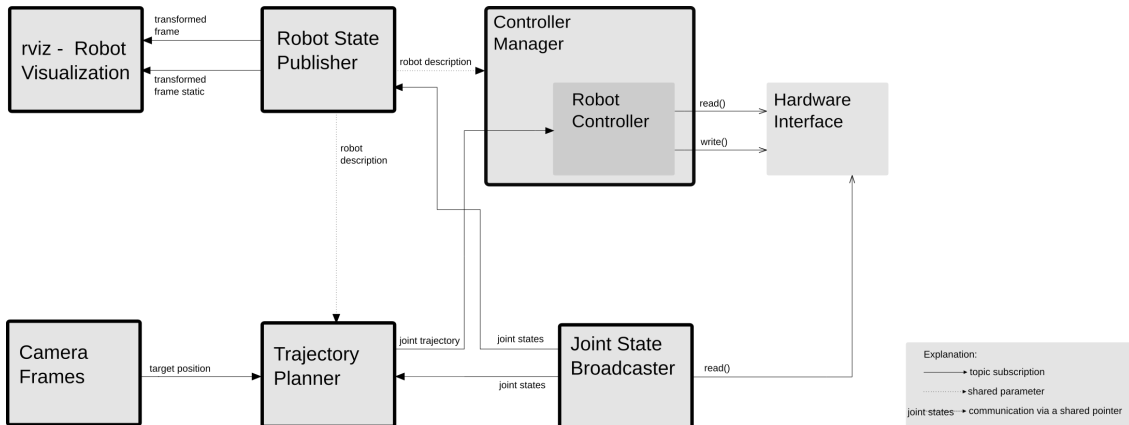 transformed
frame
rviz - Robot
Visualization
transformed
frame static
Robot State
Publisher
robot description
Controller
Manager
Robot
Controller
read()
write()
Hardware
Interface
robot
description
Camera
Frames
target position
Trajectory
Planner
joint trajectory
joint states
joint states
Joint State
Broadcaster
read()
Explanation:
topic subscription
shared parameter
joint states communication via a shared pointer